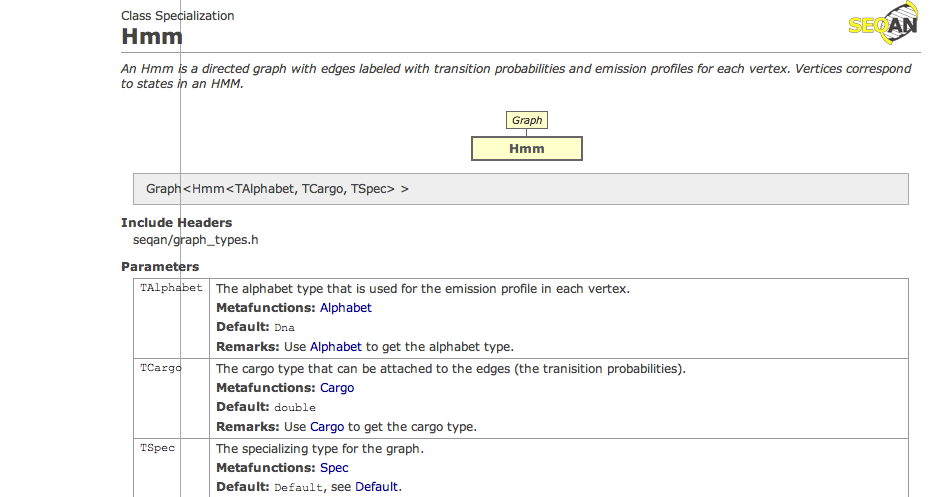 Class Specialization
Hmm
SEQAN
An Hmm is a directed graph with edges labeled with transition probabilities and emission profiles for each vertex. Vertices correspond
to states in an HMM.
Graph
Hmm
Graph<Hmm<TAlphabet, TCargo, TSpec> >
Include Headers
seqan/graph_types.h
Parameters
TAlphabet The alphabet type that is used for the emission profile in each vertex.
Metafunctions: Alphabet
Default: Dna
Remarks: Use Alphabet to get the alphabet type.
TCargo The cargo type that can be attached to the edges (the tranisition probabilities).
Metafunctions: Cargo
Default: double
Remarks: Use Cargo to get the cargo type.
TSpec The specializing type for the graph.
Metafunctions: Spec
Default: Default, see Default.